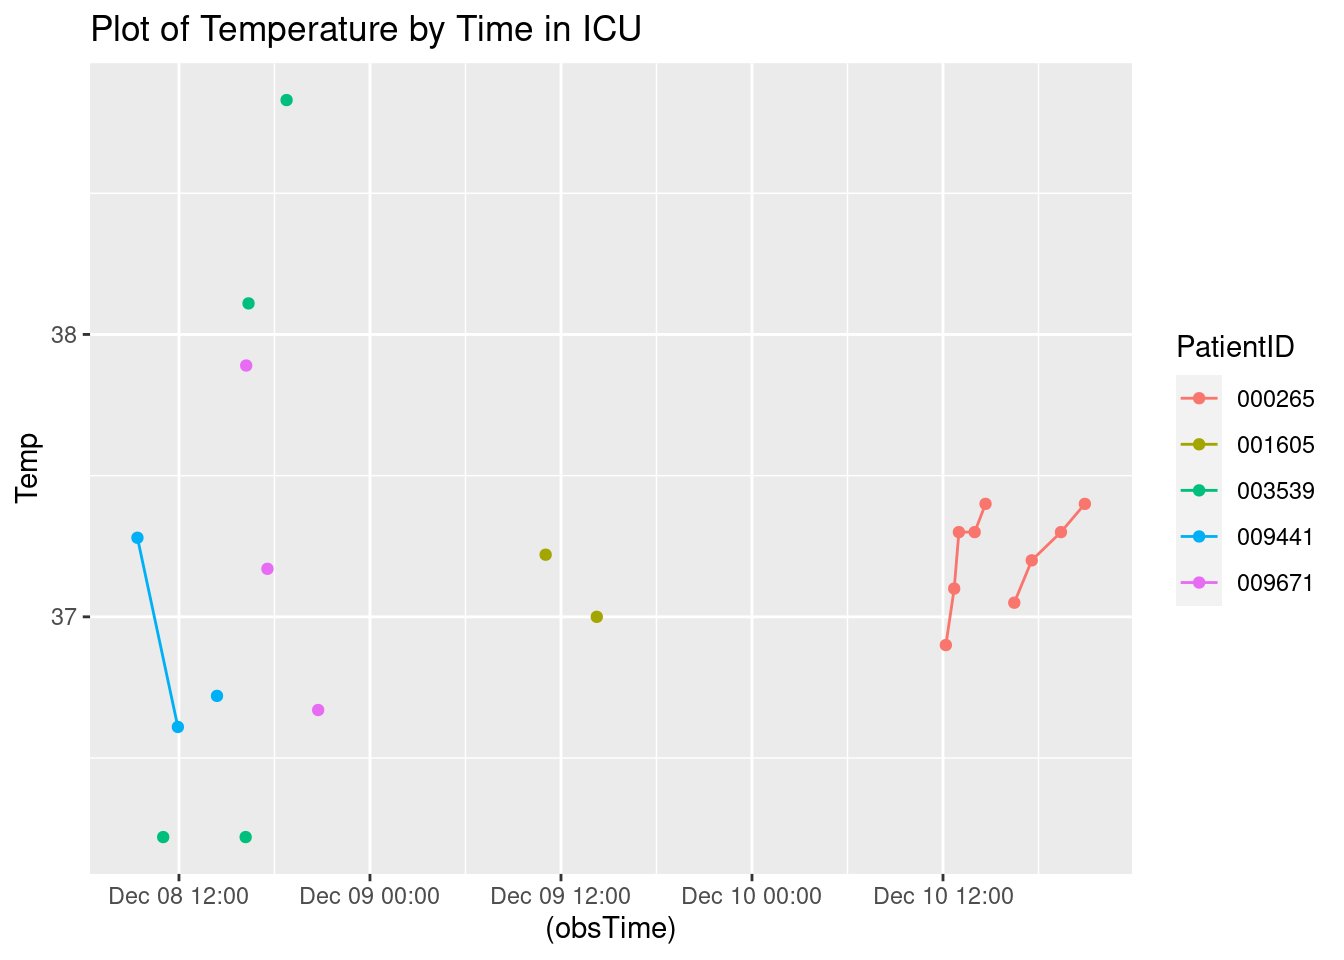 Plot of Temperature by Time in ICU
38
37
Temp
Dec 08 12:00
Dec 09 00:00
Dec 09 12:00
Dec 10 00:00
Dec 10 12:00
(obsTime)
PatientID
000265
001605
003539
009441
009671